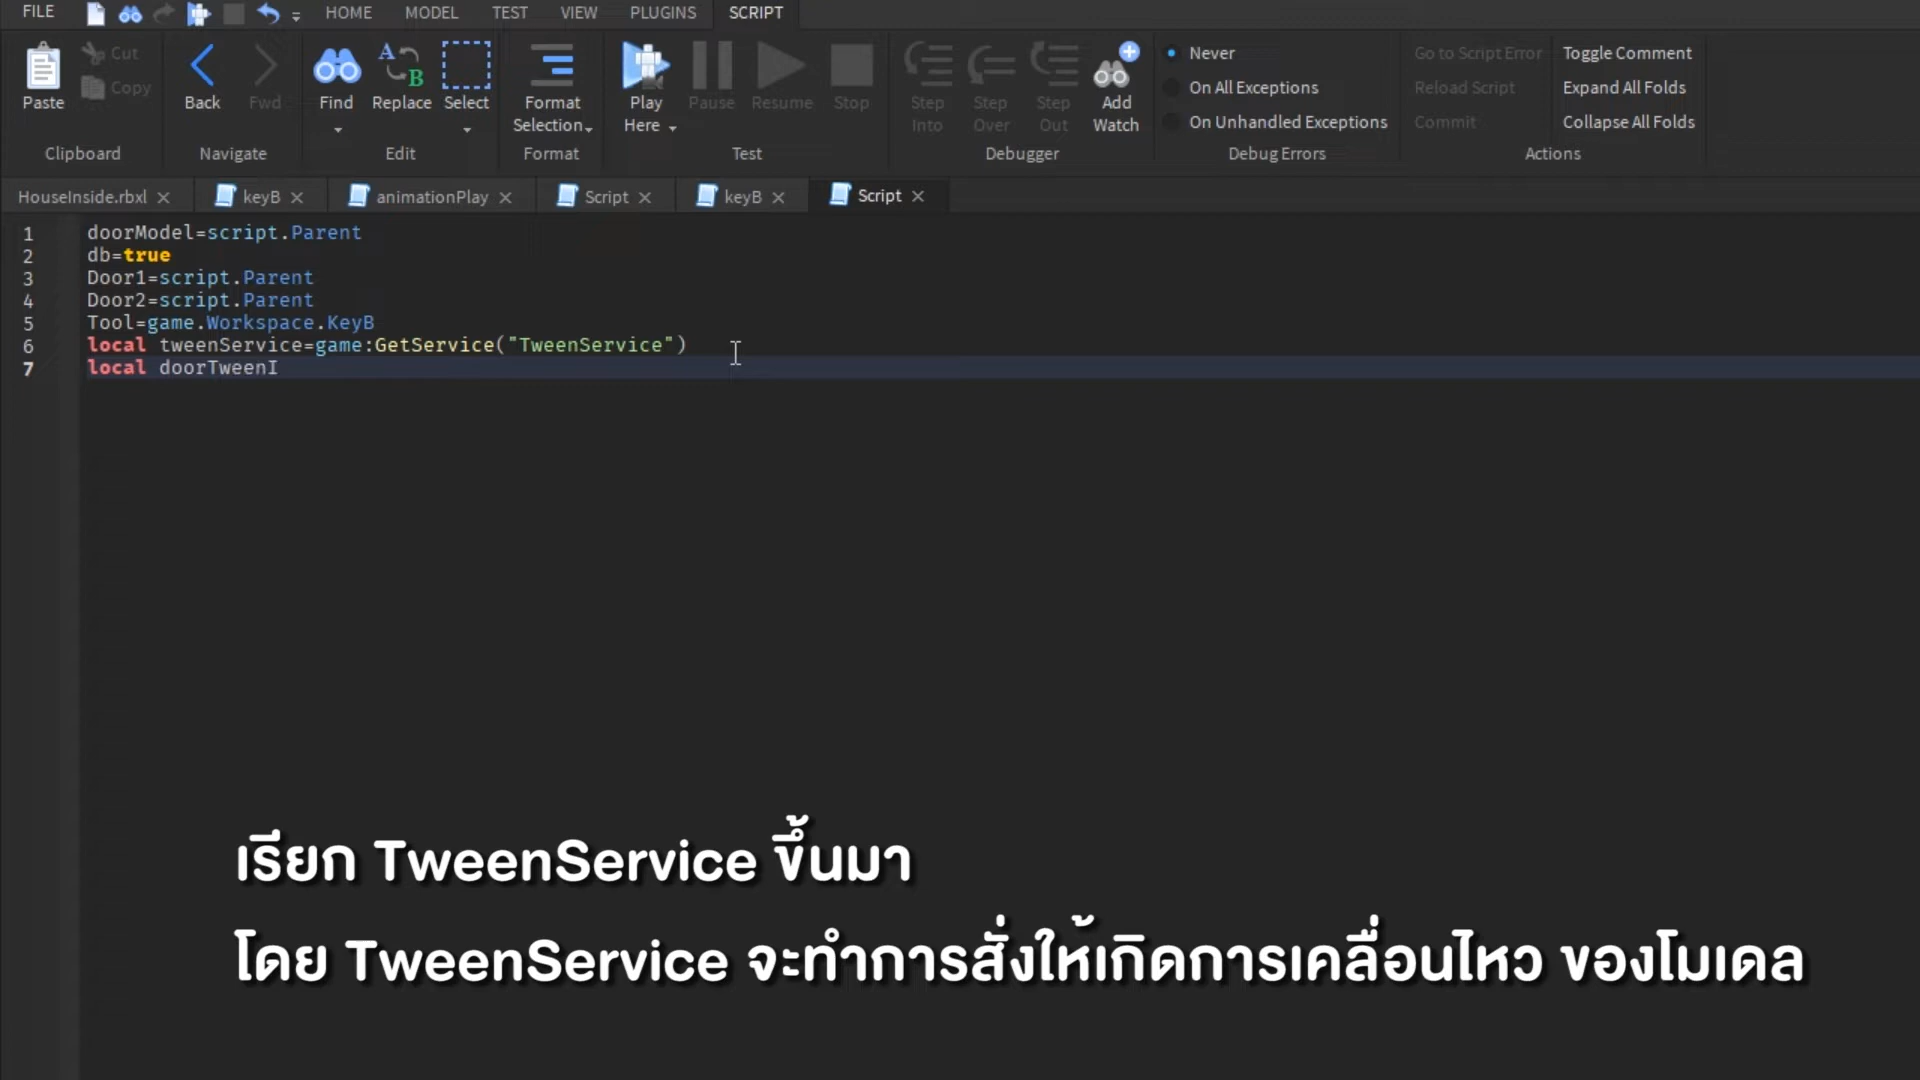 FILE HOME MODEL TEST VIEW PLUGINS SCRIPT
Paste Cut Copy Back Fwd Find Replace Select Format Selection Play Here Pause Resume Stop Step Into Step Over Step Out Add Watch
Never
On All Exceptions
On Unhandled Exceptions
Go to Script Error
Reload Script
Commit
Toggle Comment
Expand All Folds
Collapse All Folds
Clipboard Navigate Edit Format Test Debugger Debug Errors Actions
HouseInside.rbxl keyB animationPlay Script keyB Script
1 doorModel=script.Parent
2 db=true
3 Door1=script.Parent
4 Door2=script.Parent
5 Tool=game.Workspace.KeyB
6 local tweenService=game:GetService("TweenService")
7 local doorTweenI
เรียก TweenService ขึ้นมา
โดย TweenService จะทำการสั่งให้เกิดการเคลื่อนไหว ของโมเดล